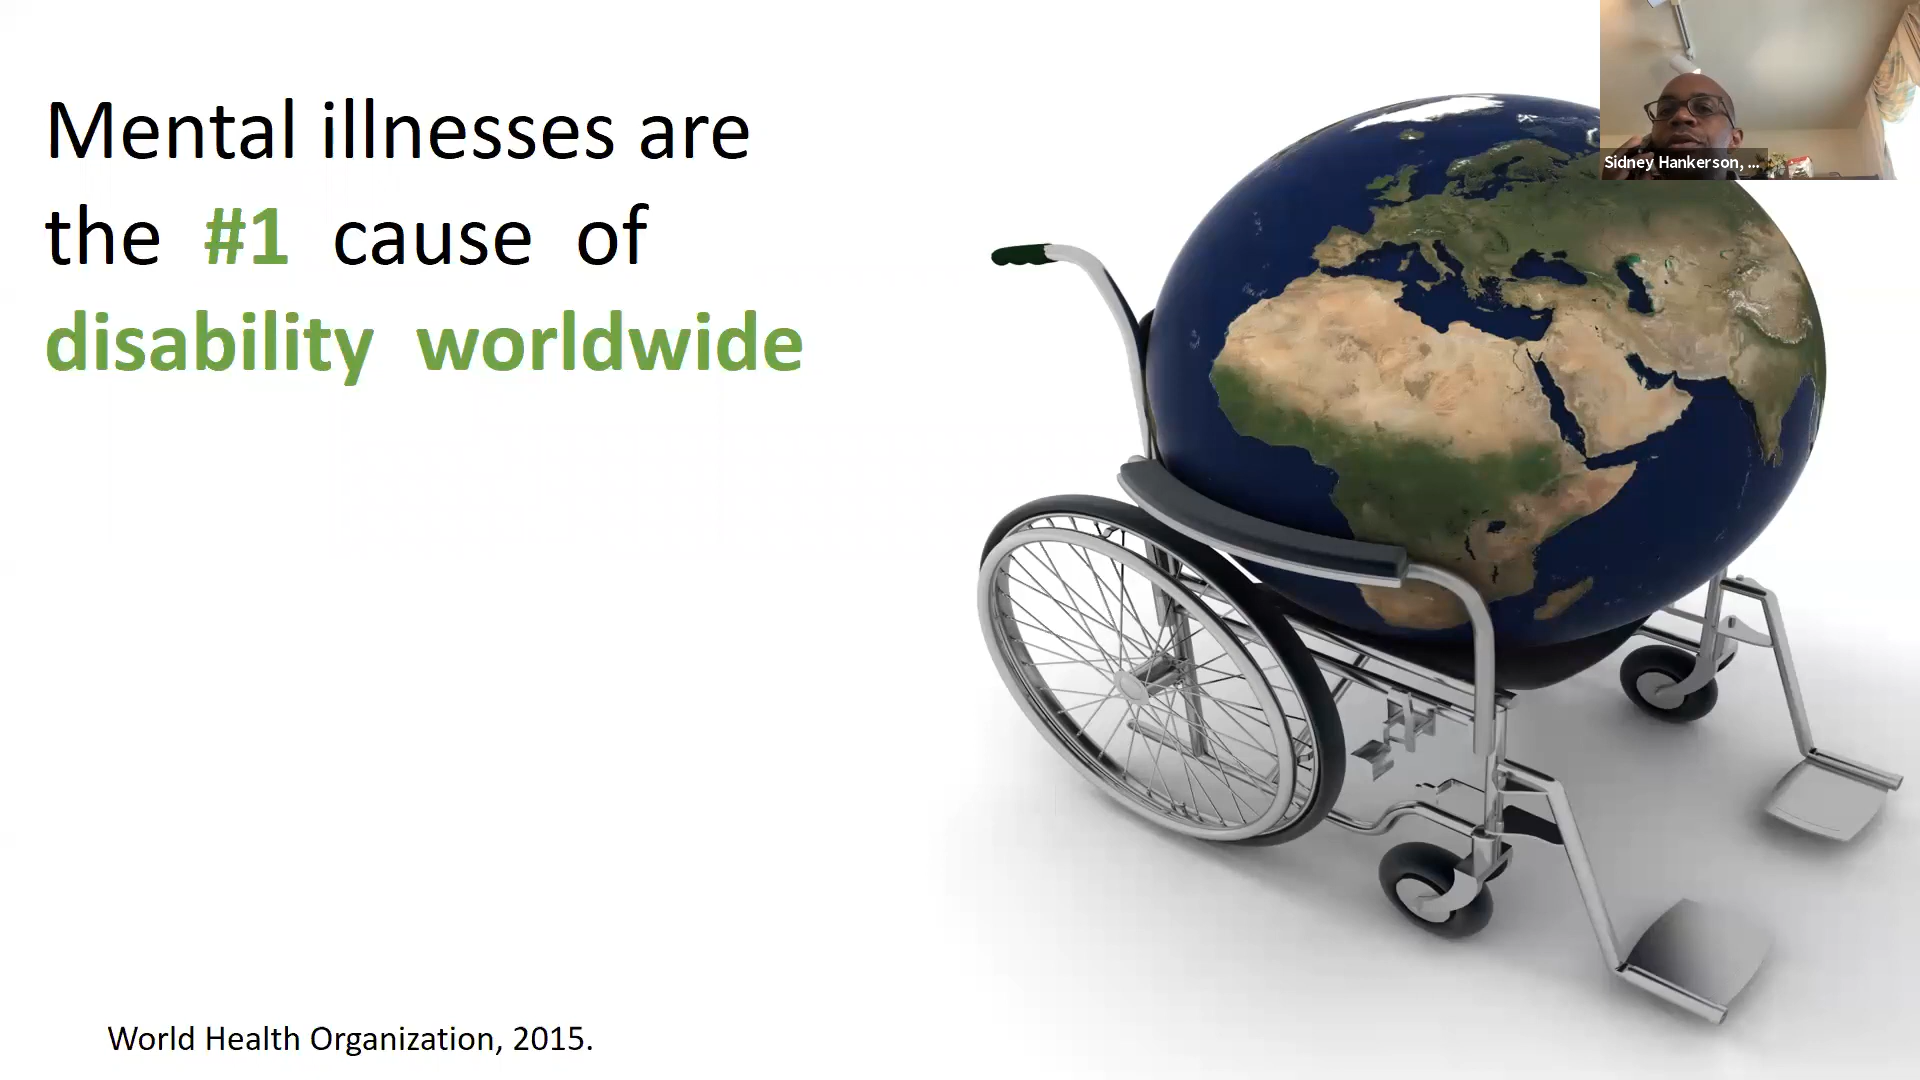 Mental illnesses are
the #1 cause of
disability worldwide
Sidney Hankerson, ...
World Health Organization, 2015.